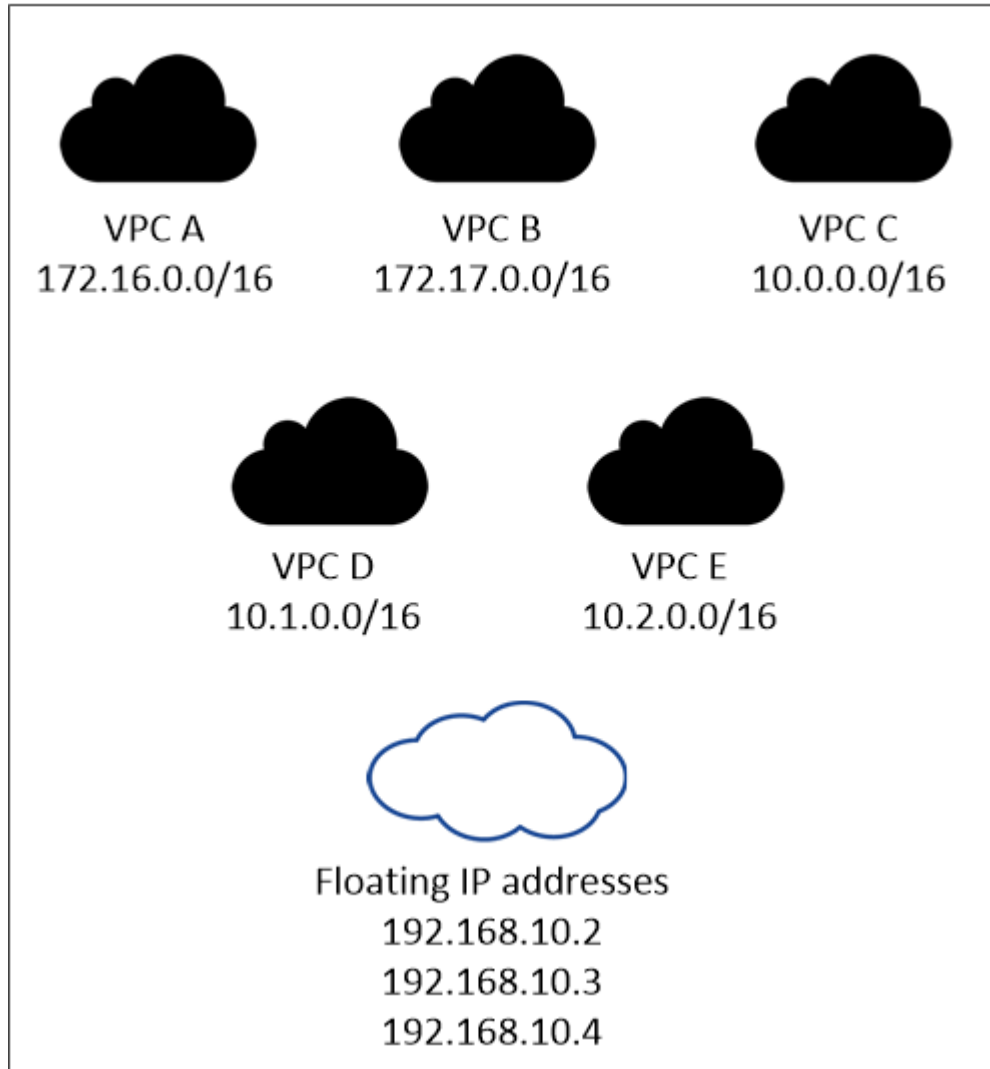 VPC A
172.16.0.0/16
VPC B
172.17.0.0/16
VPC C
10.0.0.0/16
VPC D
10.1.0.0/16
VPC E
10.2.0.0/16
Floating IP addresses
192.168.10.2
192.168.10.3
192.168.10.4